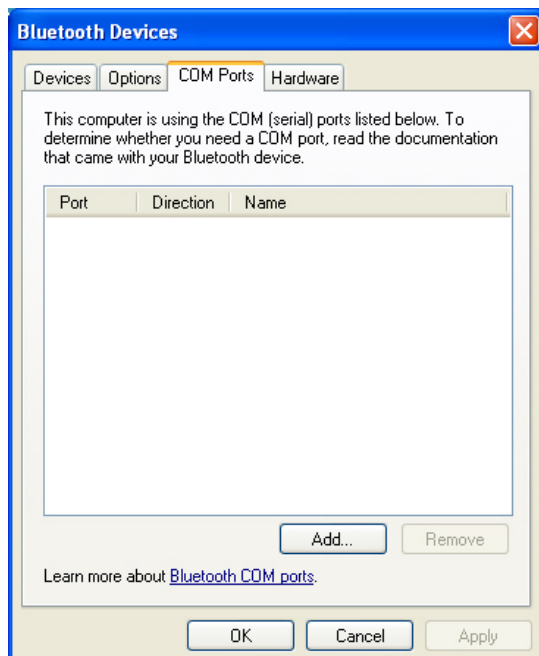 Bluetooth Devices
Devices Options COM Ports Hardware
This computer is using the COM (serial) ports listed below. To
determine whether you need a COM port, read the documentation
that came with your Bluetooth device.
Port Direction Name
Add... Remove
Learn more about Bluetooth COM ports.
OK Cancel Apply